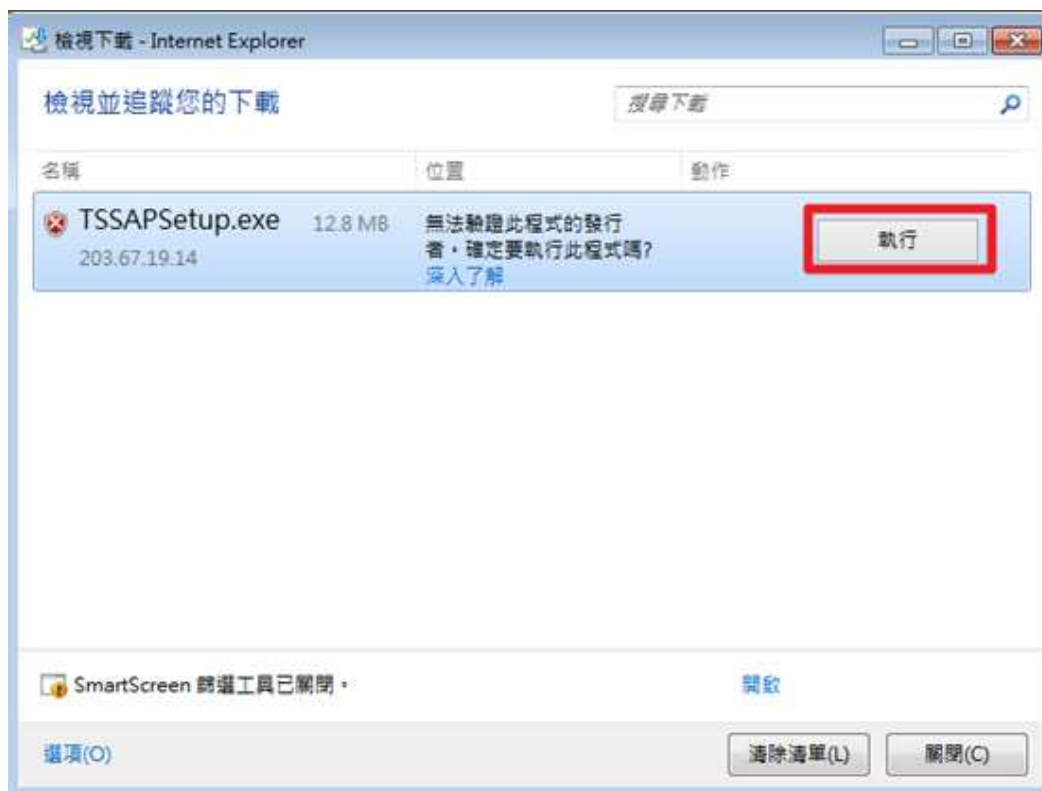 檢視下載 - Internet Explorer
檢視並追蹤您的下載
搜尋下載
名稱 位置 動作
TSSAPSetup.exe 12.8 MB
203.67.19.14
無法驗證此程式的發行
者，確定要執行此程式嗎?
深入了解
執行
SmartScreen 篩選工具已關閉。
開啟
選項(O)
清除清單(L)
關閉(C)